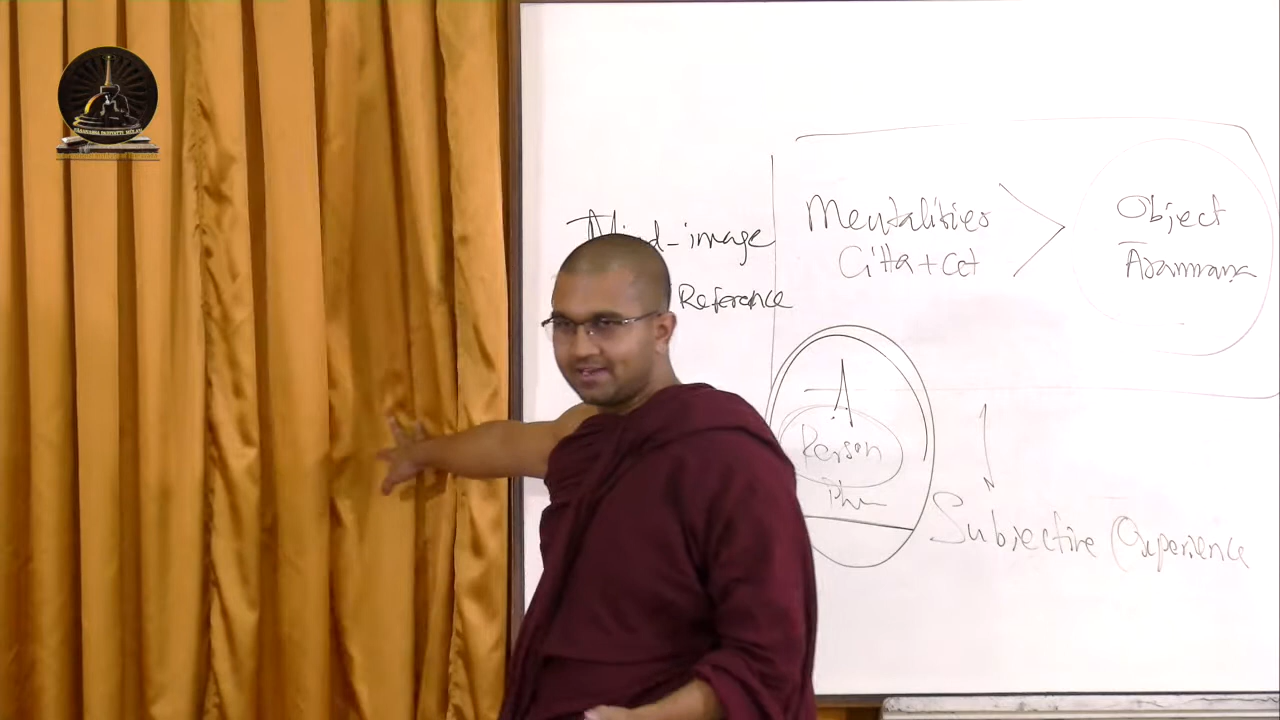 Mind-image
Reference
Mentalities
Citta + Cet
Object
Ārammaṇa
A
Person
Subjective Experience